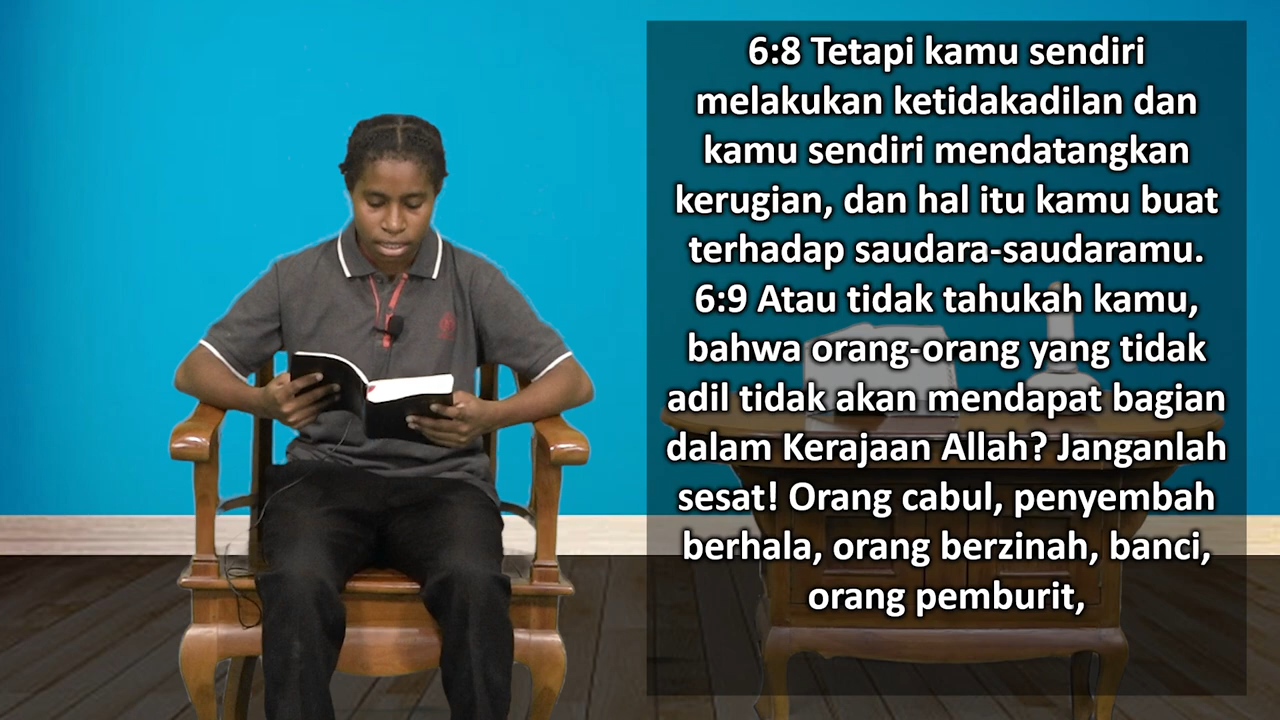 6:8 Tetapi kamu sendiri
melakukan ketidakadilan dan
kamu sendiri mendatangkan
kerugian, dan hal itu kamu buat
terhadap saudara-saudaramu.
6:9 Atau tidak tahukah kamu,
bahwa orang-orang yang tidak
adil tidak akan mendapat bagian
dalam Kerajaan Allah? Janganlah
sesat! Orang cabul, penyembah
berhala, orang berzinah, banci,
orang pemburit,